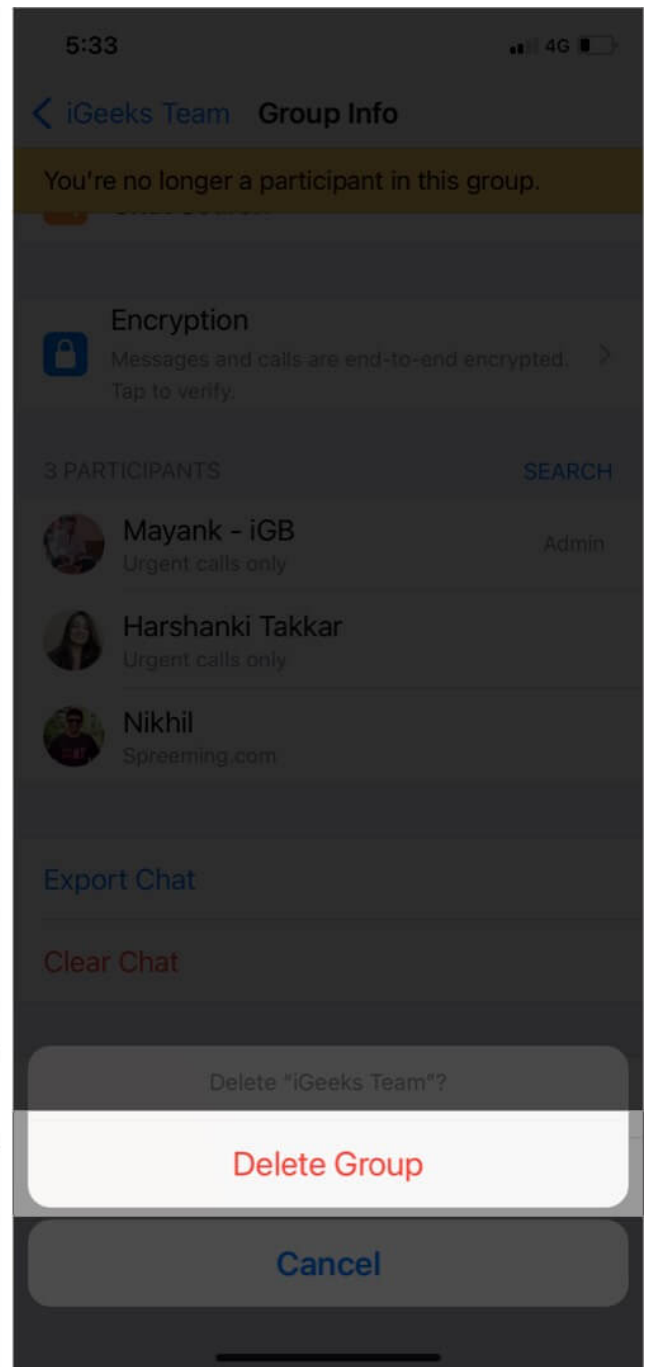 5:33
4G
iGeeks Team Group Info
You're no longer a participant in this group.
Encryption
Messages and calls are end-to-end encrypted.
Tap to verify.
3 PARTICIPANTS SEARCH
Mayank - iGB
Admin
Urgent calls only
Harshanki Takkar
Urgent calls only
Nikhil
Spreeming.com
Export Chat
Clear Chat
Delete "iGeeks Team"?
Delete Group
Cancel